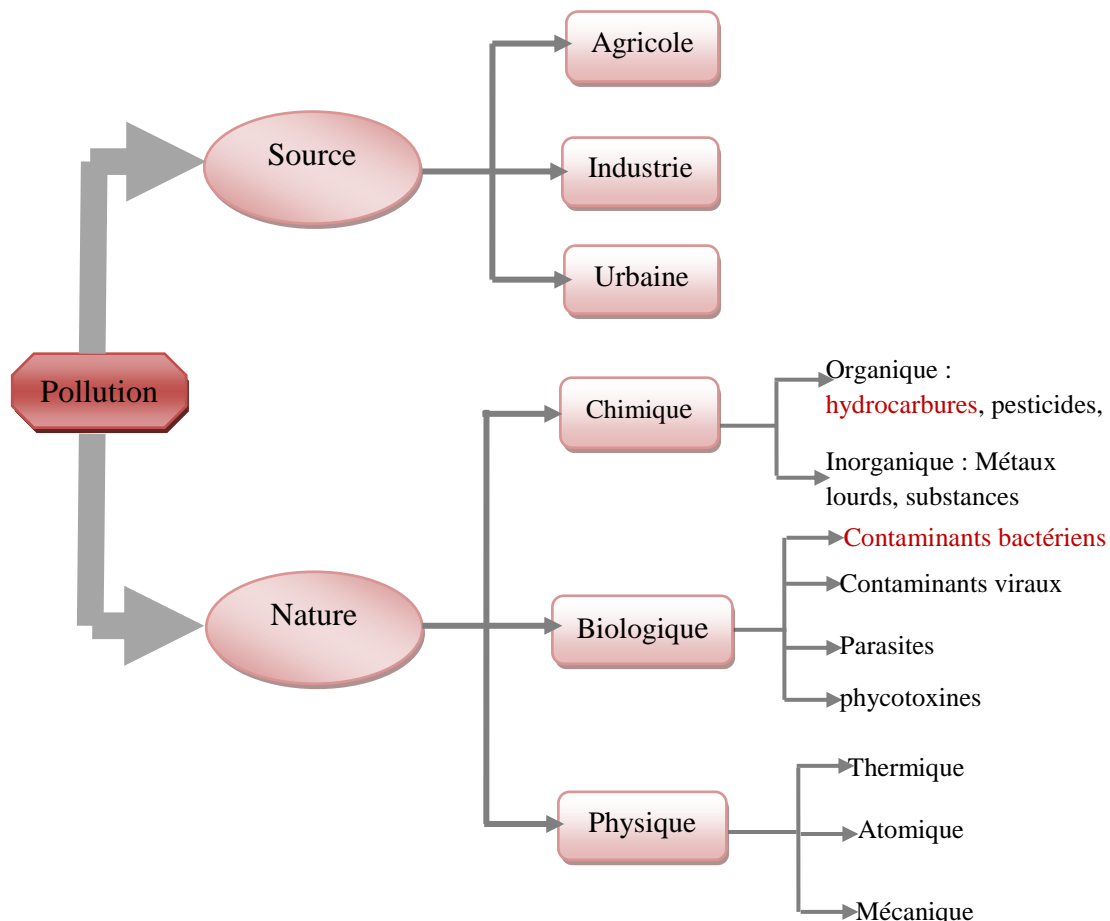 Agricole
Source
Industrie
Urbaine
Pollution
Organique :
hydrocarbures, pesticides,
Chimique
Inorganique : Métaux
lourds, substances
Contaminants bactériens
Contaminants viraux
Nature
Biologique
Parasites
phycotoxines
Thermique
Physique
Atomique
Mécanique